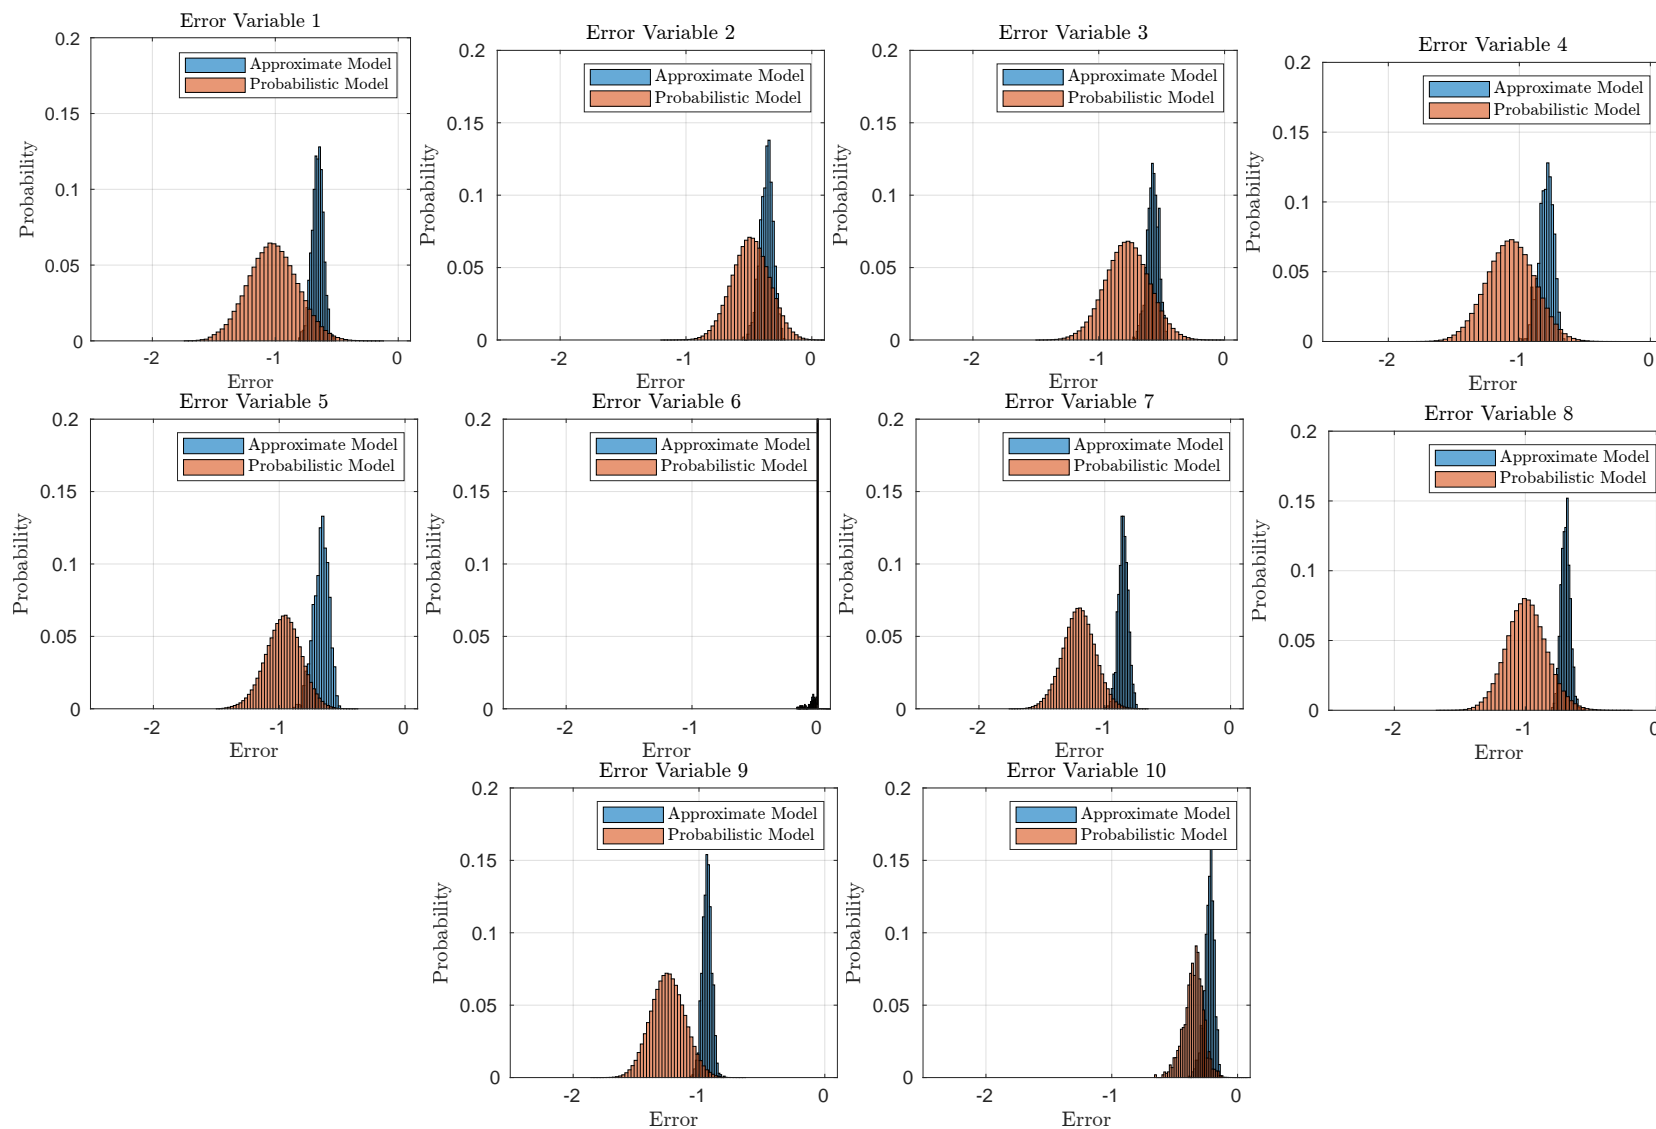 Error Variable 1
0.2
0.15
0.1
0.05
0
Probability
Approximate Model
Probabilistic Model
-2
-1
0
Error
Error Variable 2
0.2
0.15
0.1
0.05
0
Probability
Approximate Model
Probabilistic Model
-2
-1
0
Error
Error Variable 3
0.2
0.15
0.1
0.05
0
Probability
Approximate Model
Probabilistic Model
-2
-1
0
Error
Error Variable 4
0.2
0.15
0.1
0.05
0
Probability
Approximate Model
Probabilistic Model
-2
-1
0
Error
Error Variable 5
0.2
0.15
0.1
0.05
0
Probability
Approximate Model
Probabilistic Model
-2
-1
0
Error
Error Variable 6
0.2
0.15
0.1
0.05
0
Probability
Approximate Model
Probabilistic Model
-2
-1
0
Error
Error Variable 7
0.2
0.15
0.1
0.05
0
Probability
Approximate Model
Probabilistic Model
-2
-1
0
Error
Error Variable 8
0.2
0.15
0.1
0.05
0
Probability
Approximate Model
Probabilistic Model
-2
-1
0
Error
Error Variable 9
0.2
0.15
0.1
0.05
0
Probability
Approximate Model
Probabilistic Model
-2
-1
0
Error
Error Variable 10
0.2
0.15
0.1
0.05
0
Probability
Approximate Model
Probabilistic Model
-2
-1
0
Error